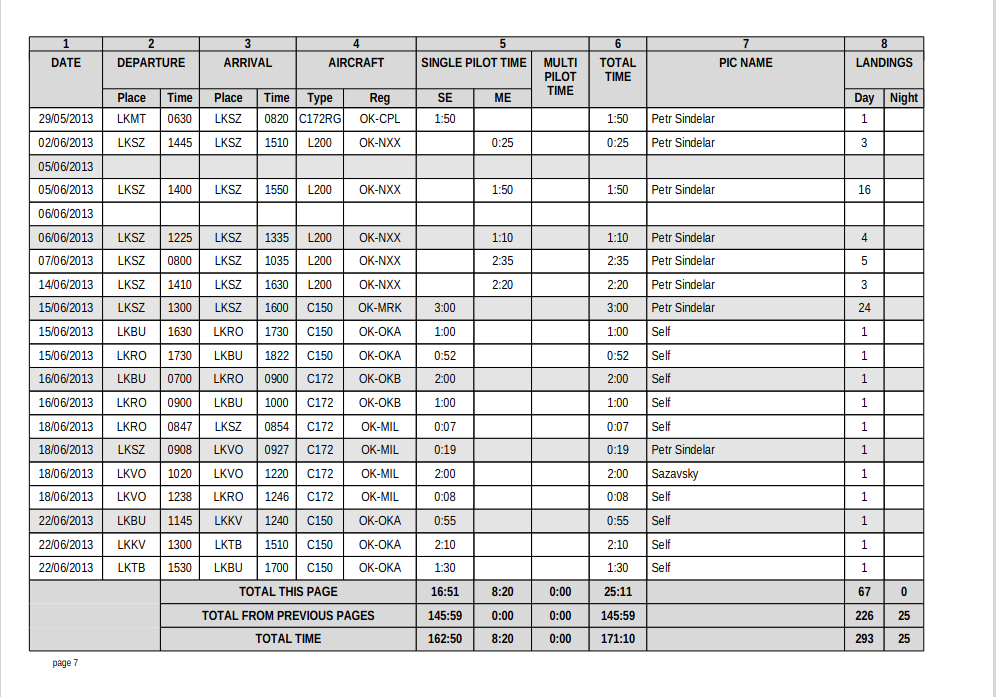 1 2 3 4 5 6 7 8
DATE DEPARTURE ARRIVAL AIRCRAFT SINGLE PILOT TIME MULTI PILOT TIME TOTAL TIME PIC NAME LANDINGS
Place Time Place Time Type Reg SE ME Day Night
29/05/2013 LKMT 0630 LKSZ 0820 C172RG OK-CPL 1:50 1:50 Petr Sindelar 1
02/06/2013 LKSZ 1445 LKSZ 1510 L200 OK-NXX 0:25 0:25 Petr Sindelar 3
05/06/2013
05/06/2013 LKSZ 1400 LKSZ 1550 L200 OK-NXX 1:50 1:50 Petr Sindelar 16
06/06/2013
06/06/2013 LKSZ 1225 LKSZ 1335 L200 OK-NXX 1:10 1:10 Petr Sindelar 4
07/06/2013 LKSZ 0800 LKSZ 1035 L200 OK-NXX 2:35 2:35 Petr Sindelar 5
14/06/2013 LKSZ 1410 LKSZ 1630 L200 OK-NXX 2:20 2:20 Petr Sindelar 3
15/06/2013 LKSZ 1300 LKSZ 1600 C150 OK-MRK 3:00 3:00 Petr Sindelar 24
15/06/2013 LKBU 1630 LKRO 1730 C150 OK-OKA 1:00 1:00 Self 1
15/06/2013 LKRO 1730 LKBU 1822 C150 OK-OKA 0:52 0:52 Self 1
16/06/2013 LKBU 0700 LKRO 0900 C172 OK-OKB 2:00 2:00 Self 1
16/06/2013 LKRO 0900 LKBU 1000 C172 OK-OKB 1:00 1:00 Self 1
18/06/2013 LKRO 0847 LKSZ 0854 C172 OK-MIL 0:07 0:07 Self 1
18/06/2013 LKSZ 0908 LKVO 0927 C172 OK-MIL 0:19 0:19 Petr Sindelar 1
18/06/2013 LKVO 1020 LKVO 1220 C172 OK-MIL 2:00 2:00 Sazavsky 1
18/06/2013 LKVO 1238 LKRO 1246 C172 OK-MIL 0:08 0:08 Self 1
22/06/2013 LKBU 1145 LKKV 1240 C150 OK-OKA 0:55 0:55 Self 1
22/06/2013 LKKV 1300 LKTB 1510 C150 OK-OKA 2:10 2:10 Self 1
22/06/2013 LKTB 1530 LKBU 1700 C150 OK-OKA 1:30 1:30 Self 1
TOTAL THIS PAGE 16:51 8:20 0:00 25:11 67 0
TOTAL FROM PREVIOUS PAGES 145:59 0:00 0:00 145:59 226 25
TOTAL TIME 162:50 8:20 0:00 171:10 293 25
page 7